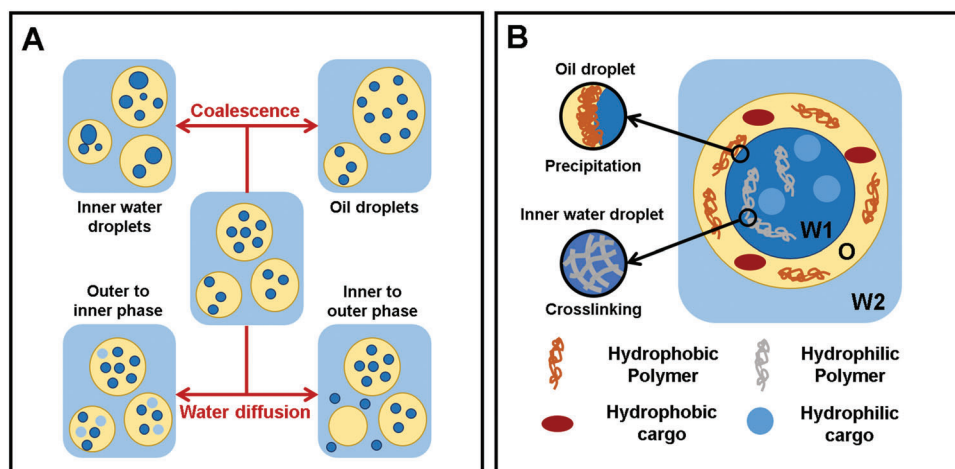 A
Coalescence
Inner water
droplets
Oil droplets
Outer to
inner phase
Inner to
outer phase
Water diffusion
B
Oil droplet
Precipitation
Inner water droplet
Crosslinking
W1
O
W2
Hydrophobic
Polymer
Hydrophilic
Polymer
Hydrophobic
cargo
Hydrophilic
cargo